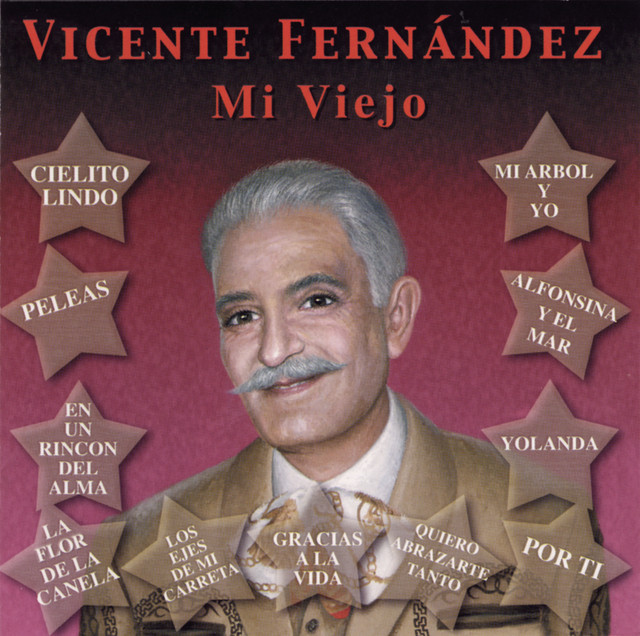 VICENTE FERNÁNDEZ
Mi Viejo
CIELITO
LINDO
MI ARBOL
Y
YO
PELEAS
ALFONSINA
Y EL
MAR
EN
UN
RINCON
DEL
ALMA
YOLANDA
LA
FLOR
DE LA
CANELA
LOS
EJES
DE MI
CARRETA
GRACIAS
A LA
VIDA
QUIERO
ABRAZARTE
TANTO
POR TI